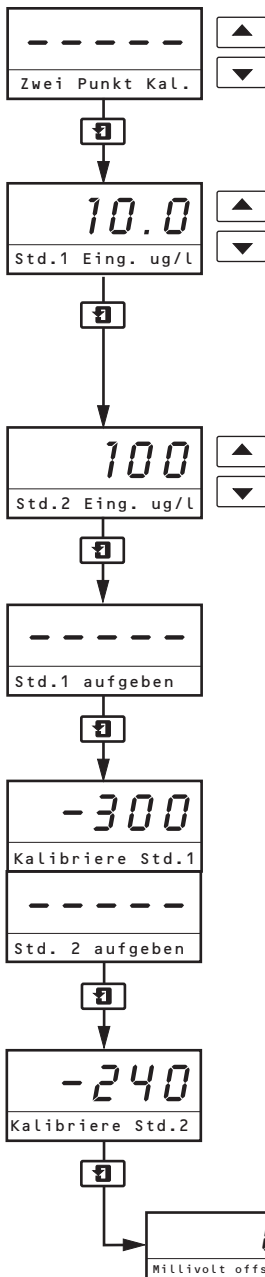 -----
Zwei Punkt Kal.
10.0
Std.1 Eing. ug/l
100
Std.2 Eing. ug/l
-----
Std.1 aufgeben
-300
Kalibriere Std.1
-----
Std. 2 aufgeben
-240
Kalibriere Std.2
Millivolt